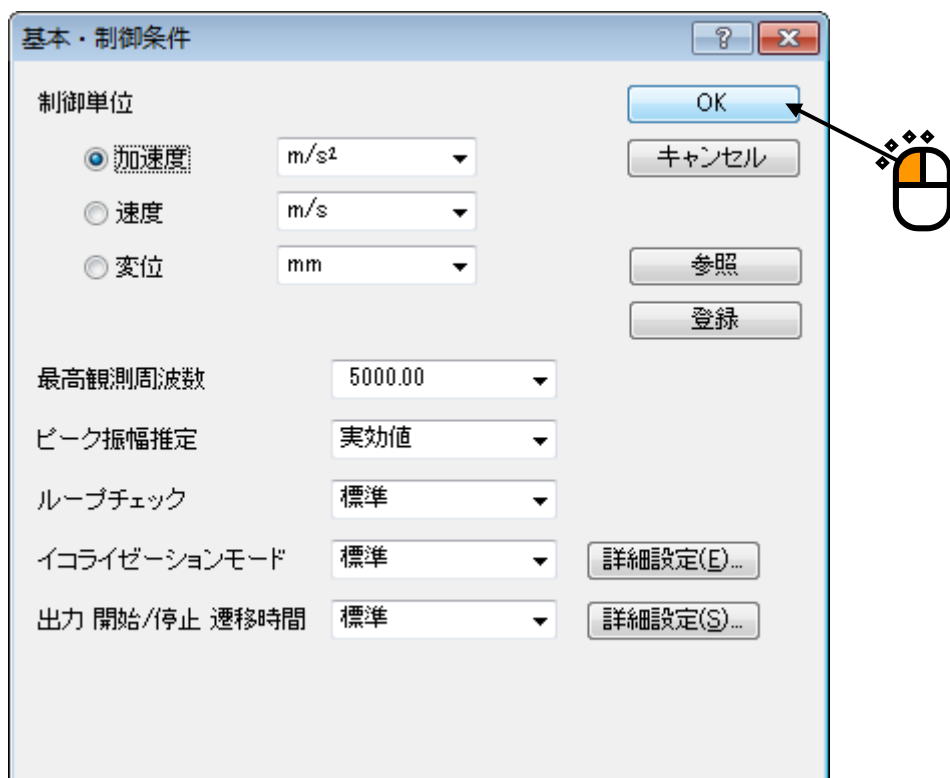 基本・制御条件
制御単位
OK
加速度 m/s² キャンセル
速度 m/s
変位 mm 参照
登録
最高観測周波数 5000.00
ピーク振幅推定 実効値
ループチェック 標準
イコライゼーションモード 標準 詳細設定(E)...
出力 開始/停止 遷移時間 標準 詳細設定(S)...